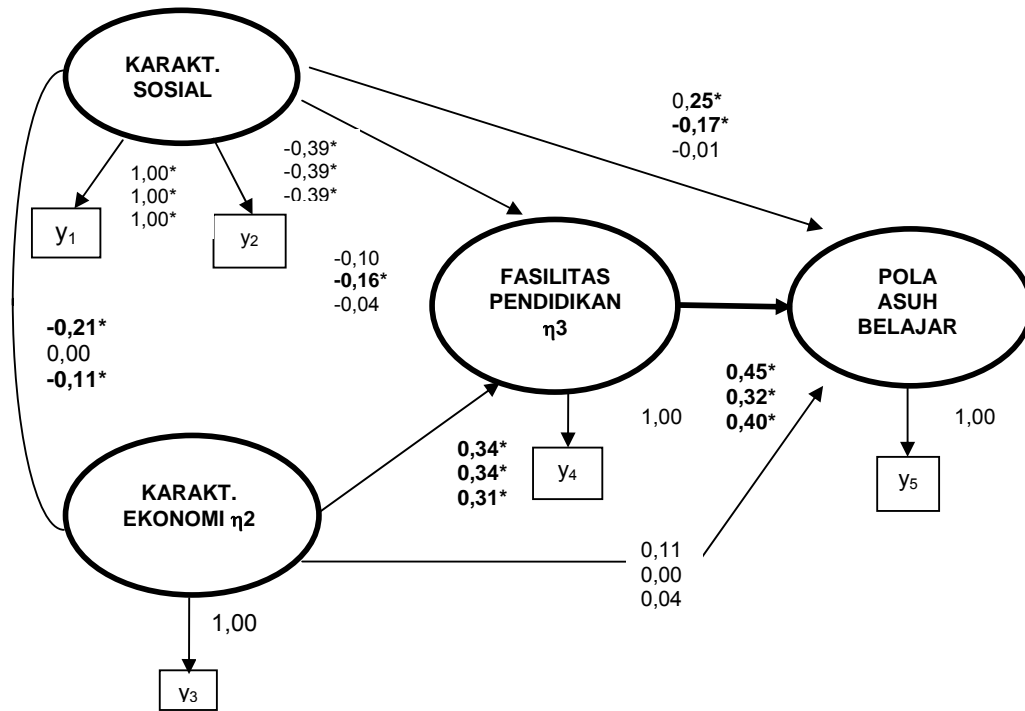 KARAKT.
SOSIAL
0,25*
-0,17*
-0,01
1,00*
1,00*
1,00*
-0,39*
-0,39*
-0,39*
y1
y2
-0,10
-0,16*
-0,04
FASILITAS
PENDIDIKAN
η3
POLA
ASUH
BELAJAR
-0,21*
0,00
-0,11*
0,45*
0,32*
0,40*
1,00
1,00
0,34*
0,34*
0,31*
y4
y5
KARAKT.
EKONOMI η2
0,11
0,00
0,04
1,00
y3